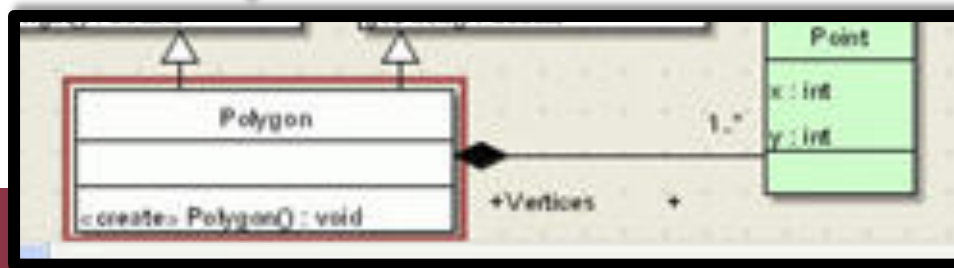 Point
Polygon
x : int
1..*
y : int
+Vertices +
«create» Polygon() : void